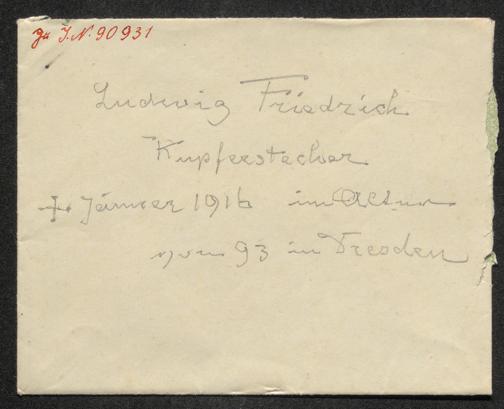 zu I.N. 90931
Ludwig Friedrich
Kupferstecher
† Jänner 1916 im Alter
von 93 in Dresden